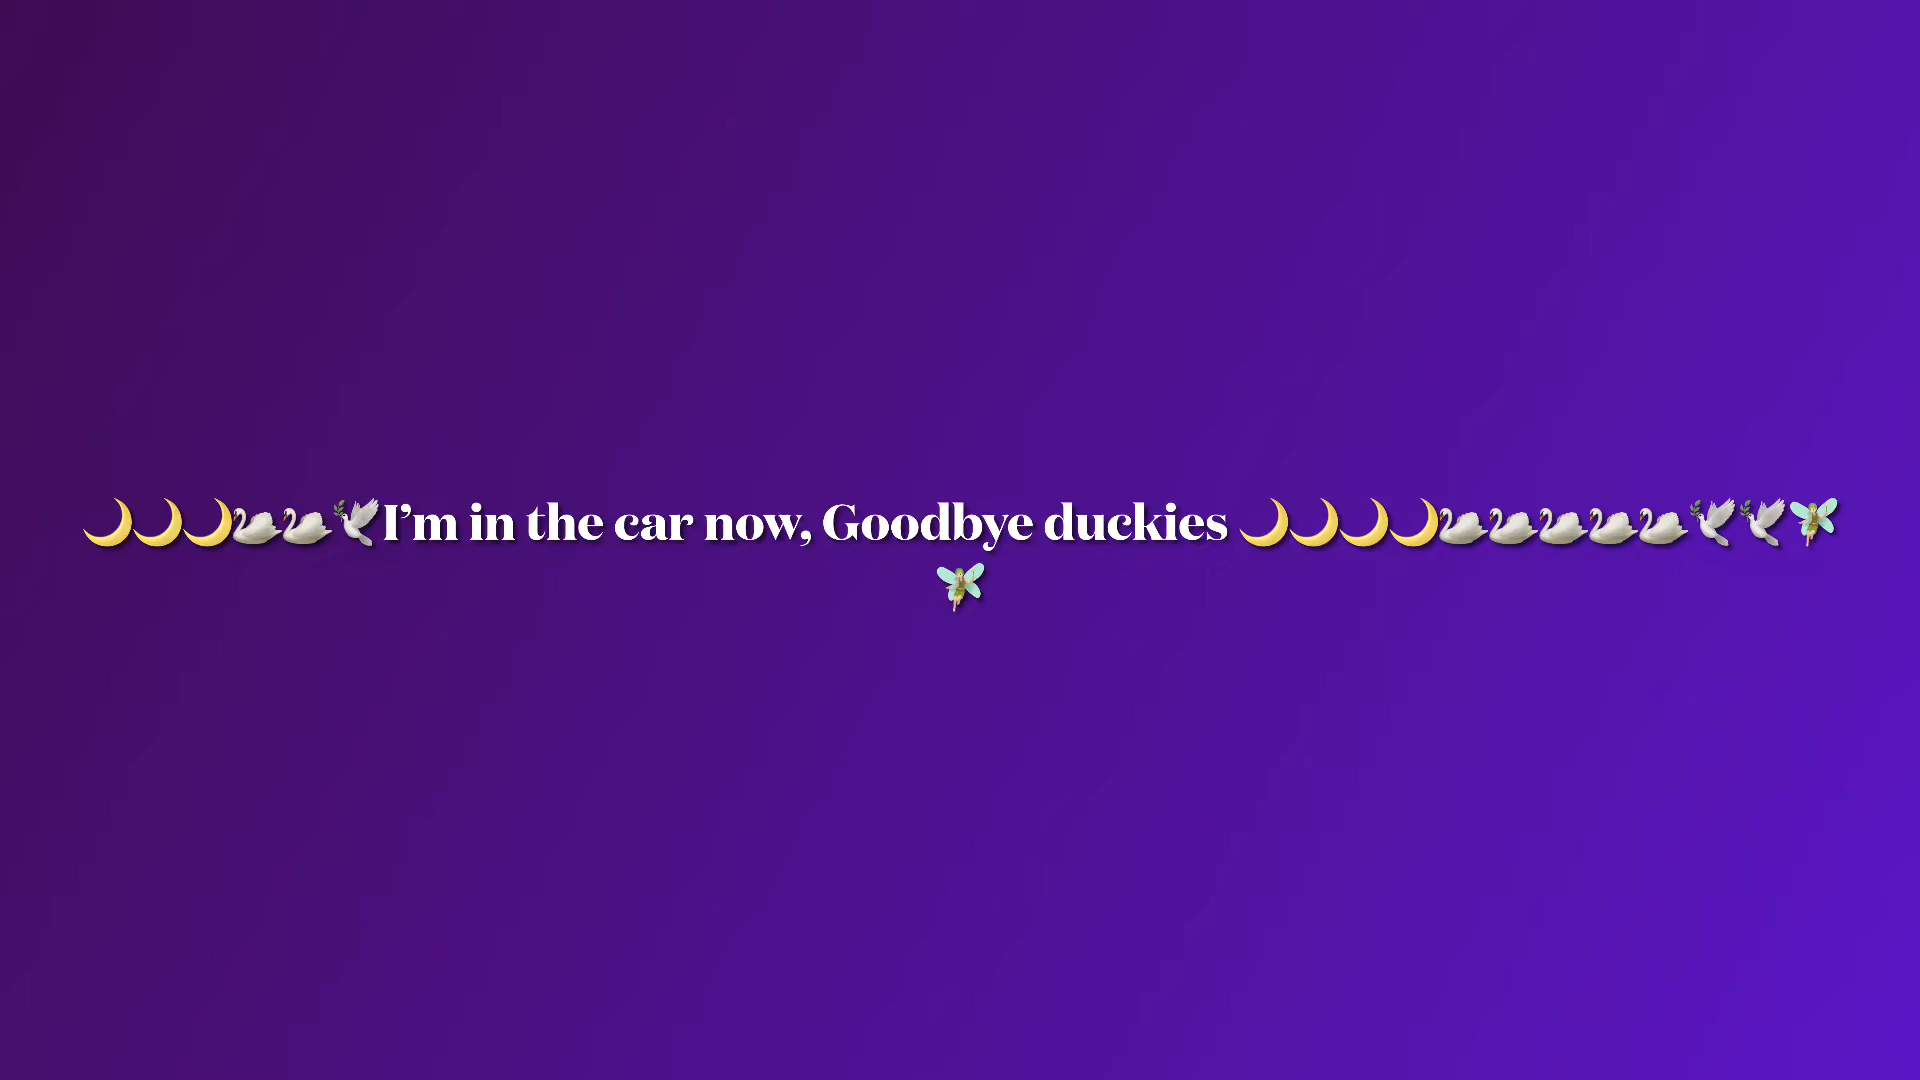 🌙🌙🌙🦢🦢🕊️I’m in the car now, Goodbye duckies 🌙🌙🌙🌙🦢🦢🦢🦢🦢🕊️🕊️🧚
🧚